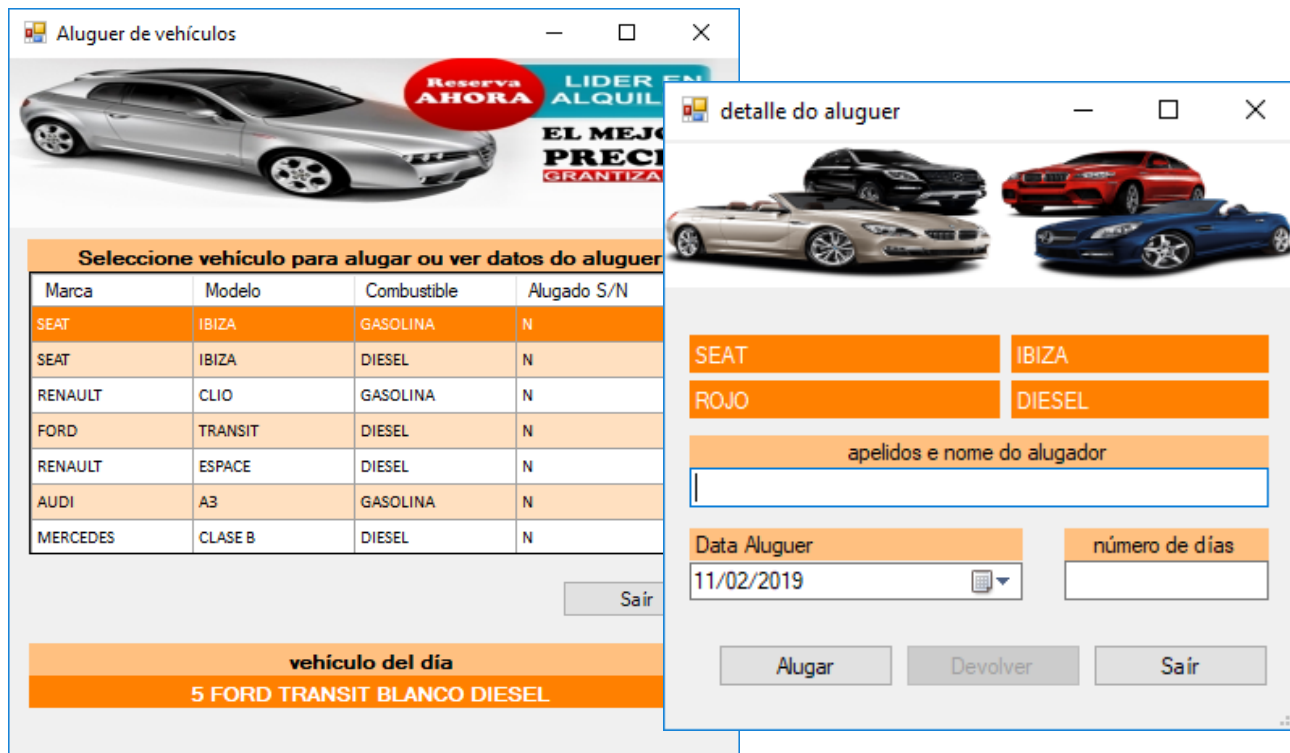 Aluguer de vehículos
Reserva
AHORA
LIDER EN
ALQUIL
EL MEJO
PRECI
GRANTIZA
Seleccione vehículo para alugar ou ver datos do aluguer
Marca Modelo Combustible Alugado S/N
SEAT IBIZA GASOLINA N
SEAT IBIZA DIESEL N
RENAULT CLIO GASOLINA N
FORD TRANSIT DIESEL N
RENAULT ESPACE DIESEL N
AUDI A3 GASOLINA N
MERCEDES CLASE B DIESEL N
Saír
vehículo del día
5 FORD TRANSIT BLANCO DIESEL
detalle do aluguer
SEAT IBIZA
ROJO DIESEL
apelidos e nome do alugador
Data Aluguer número de días
11/02/2019
Alugar Devolver Saír